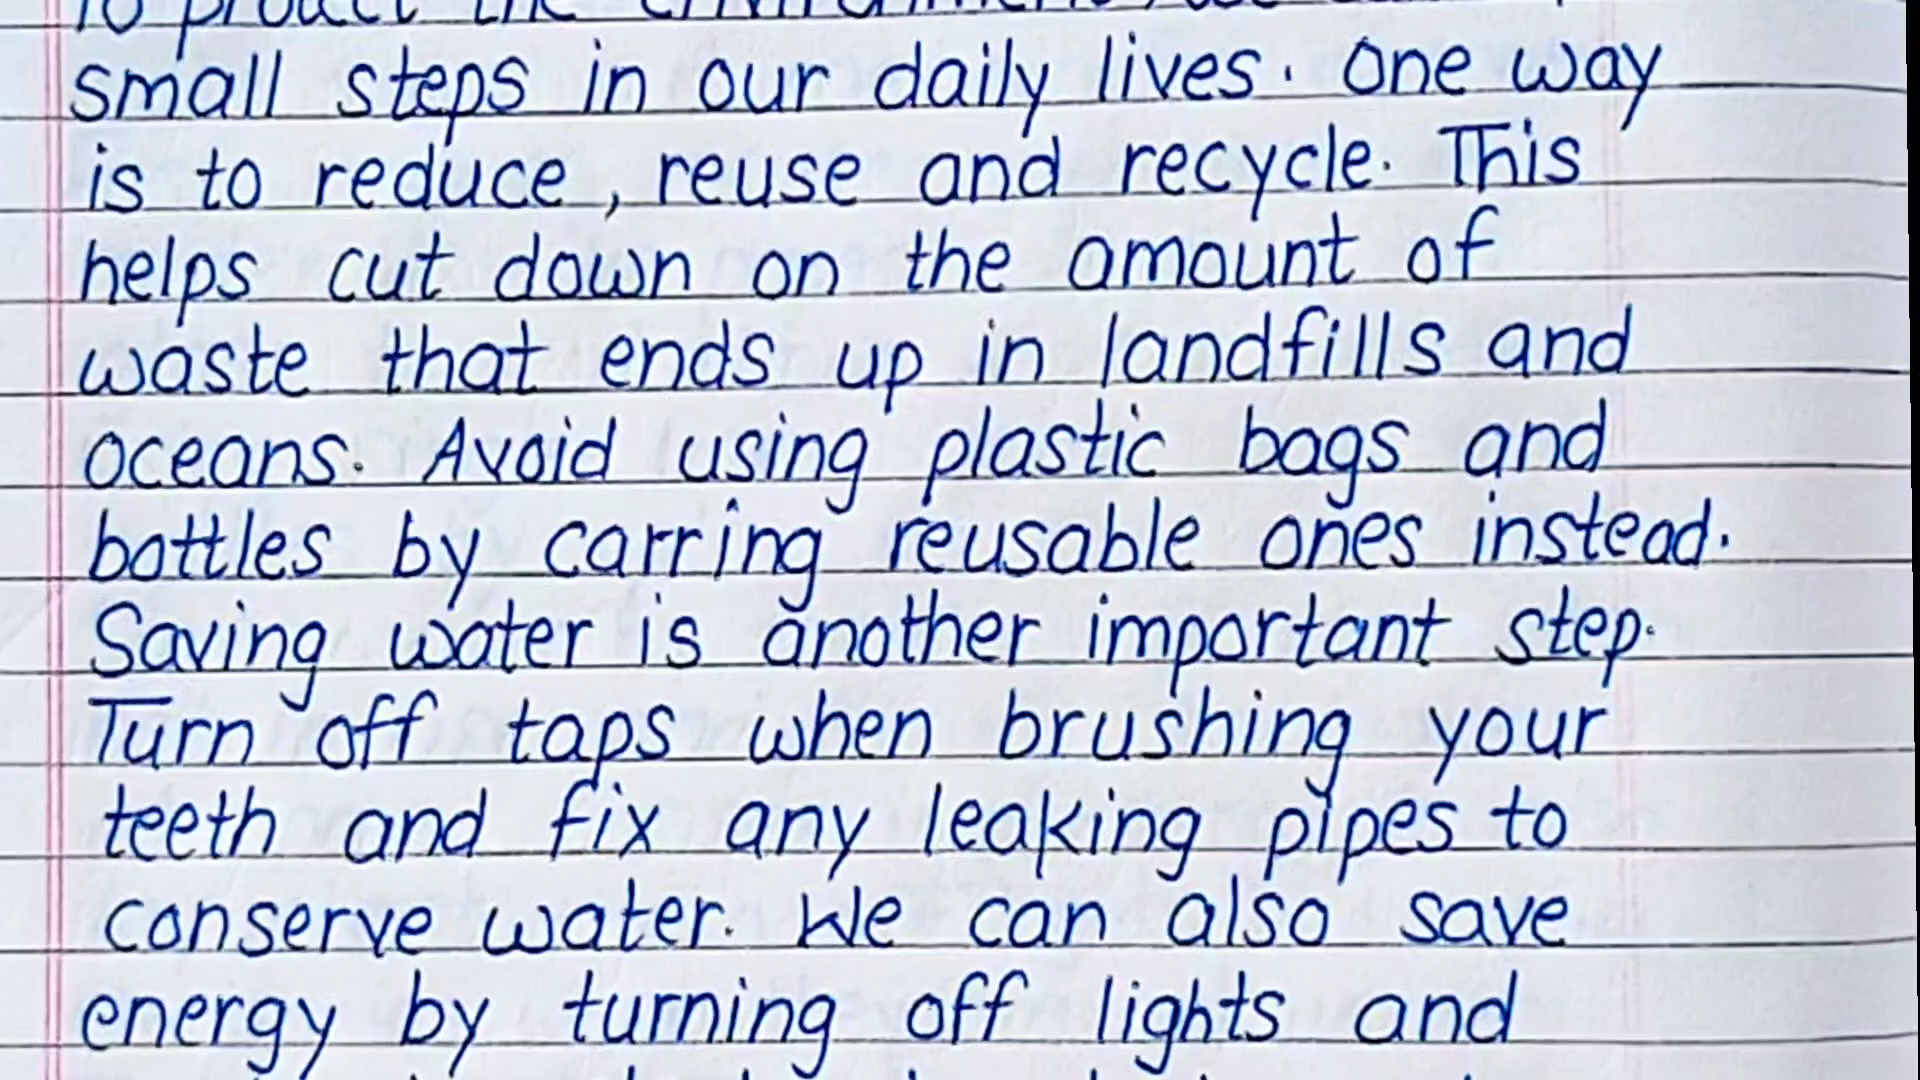 the
small steps in our daily lives. One way
is to reduce, reuse and recycle. This
helps cut down on the amount of
waste that ends up in landfills and
oceans. Avoid using plastic bags and
bottles by carring reusable ones instead.
Saving water is another important step.
Turn off taps when brushing your
teeth and fix any leaking pipes to
conserve water. We can also save
energy by turning off lights and